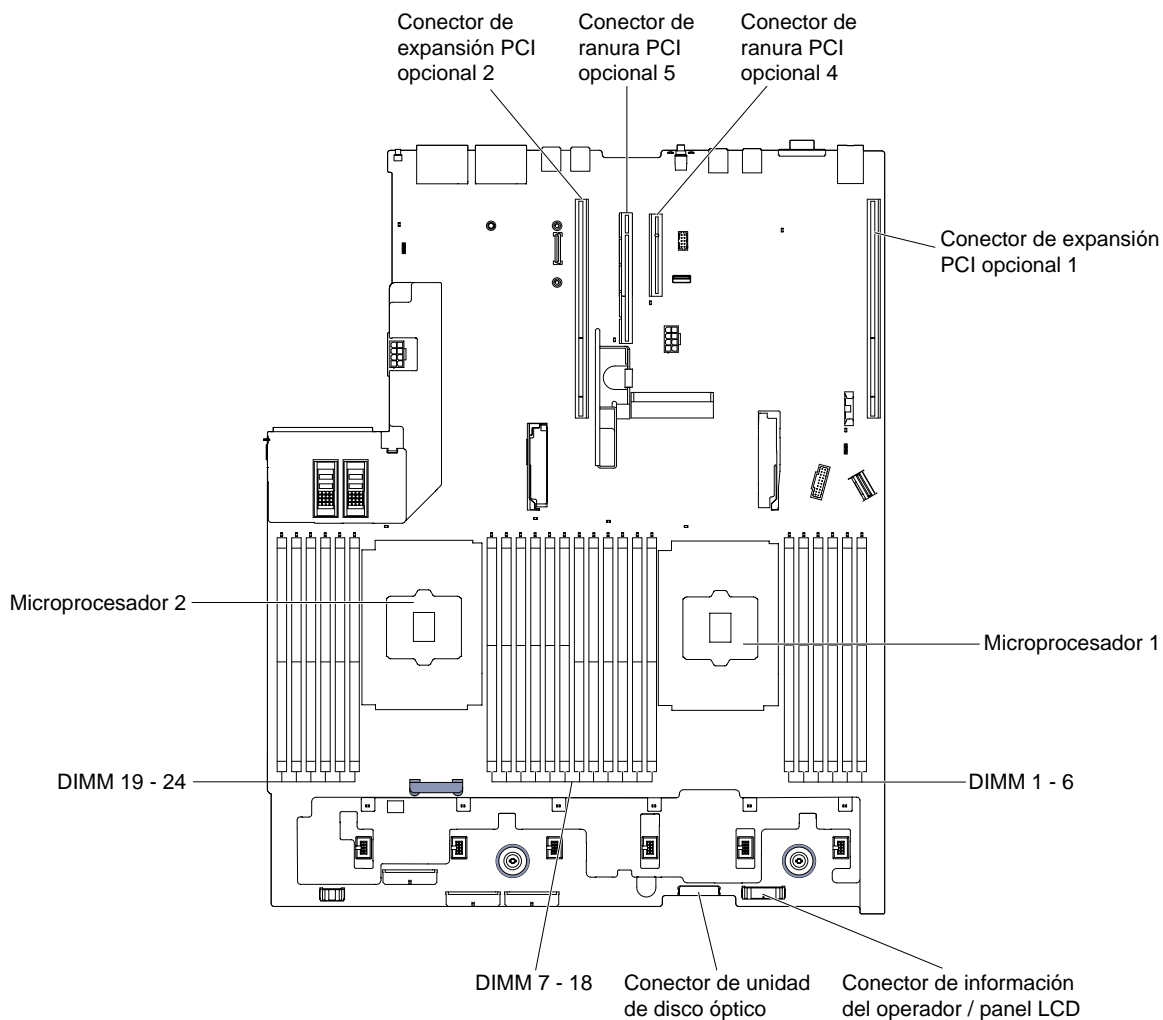 Conector de
expansión PCI
opcional 2
Conector de
ranura PCI
opcional 5
Conector de
ranura PCI
opcional 4
Conector de expansión
PCI opcional 1
Microprocesador 2
Microprocesador 1
DIMM 19 - 24
DIMM 1 - 6
DIMM 7 - 18
Conector de unidad
de disco óptico
Conector de información
del operador / panel LCD